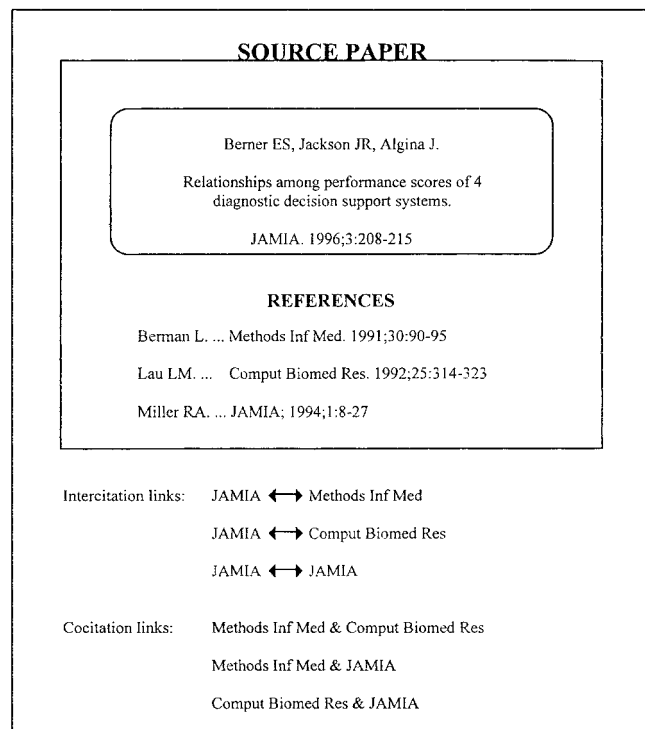 SOURCE PAPER
Berner ES, Jackson JR, Algina J.
Relationships among performance scores of 4
diagnostic decision support systems.
JAMIA. 1996;3:208-215
REFERENCES
Berman L. ... Methods Inf Med. 1991;30:90-95
Lau LM. ... Comput Biomed Res. 1992;25:314-323
Miller RA. ... JAMIA; 1994;1:8-27
Intercitation links: JAMIA ⟷ Methods Inf Med
JAMIA ⟷ Comput Biomed Res
JAMIA ⟷ JAMIA
Cocitation links: Methods Inf Med & Comput Biomed Res
Methods Inf Med & JAMIA
Comput Biomed Res & JAMIA